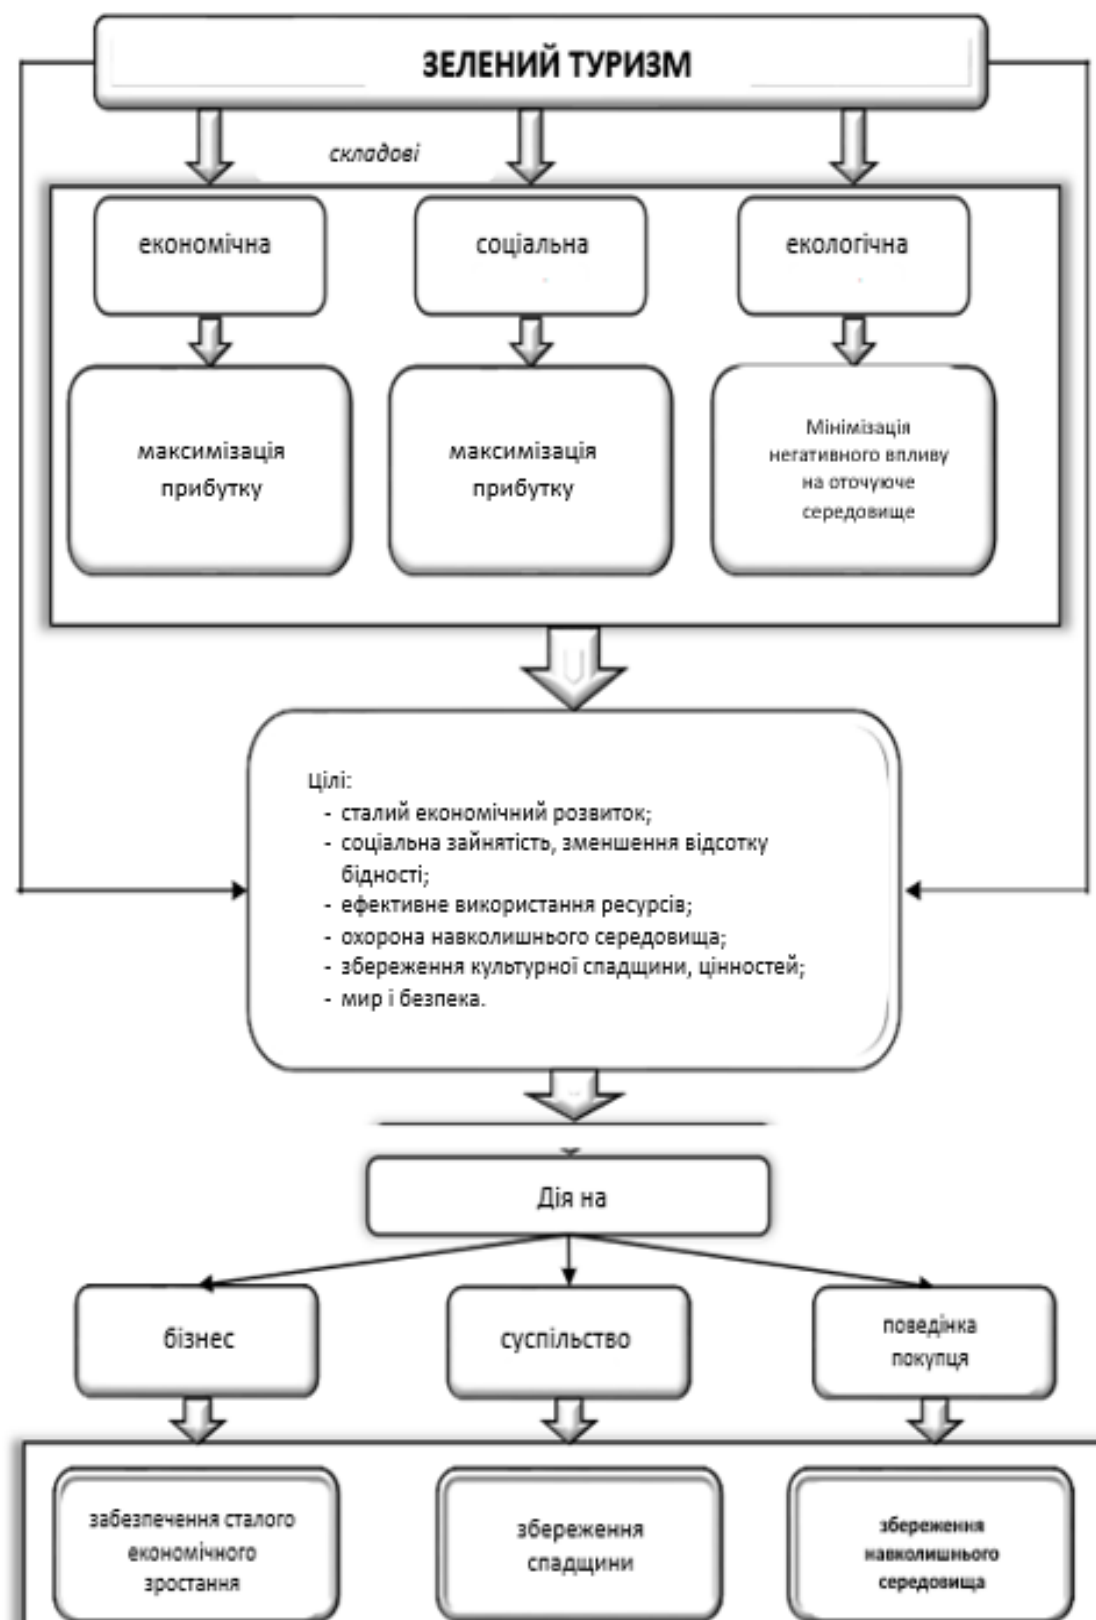 ЗЕЛЕНИЙ ТУРИЗМ
складові
економічна
соціальна
екологічна
максимізація
прибутку
максимізація
прибутку
Мінімізація
негативного впливу
на оточуюче
середовище
Цілі:
- сталий економічний розвиток;
- соціальна зайнятість, зменшення відсотку
бідності;
- ефективне використання ресурсів;
- охорона навколишнього середовища;
- збереження культурної спадщини, цінностей;
- мир і безпека.
Дія на
бізнес
суспільство
поведінка
покупця
забезпечення сталого
економічного
зростання
збереження
спадщини
збереження
навколишнього
середовища